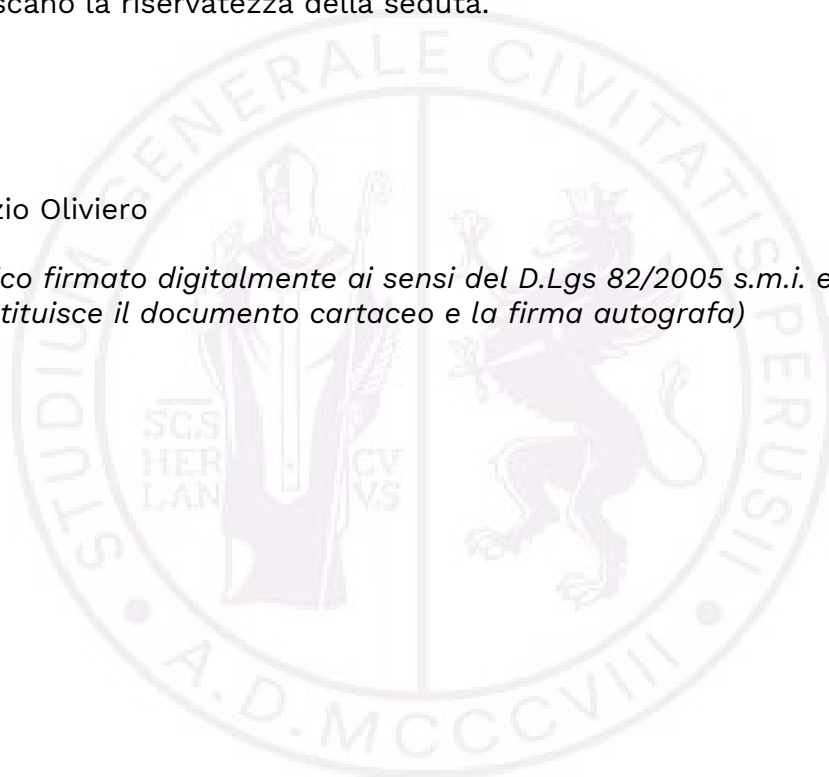 scano la riservatezza della seduta.
zio Oliviero
co firmato digitalmente ai sensi del D.Lgs 82/2005 s.m.i. e
tituisce il documento cartaceo e la firma autografa)
STUDIUM GENERALE CIVITATIS PERUSII
SCS
HER
LAN
CV
VS
A.D. MCCCVIII